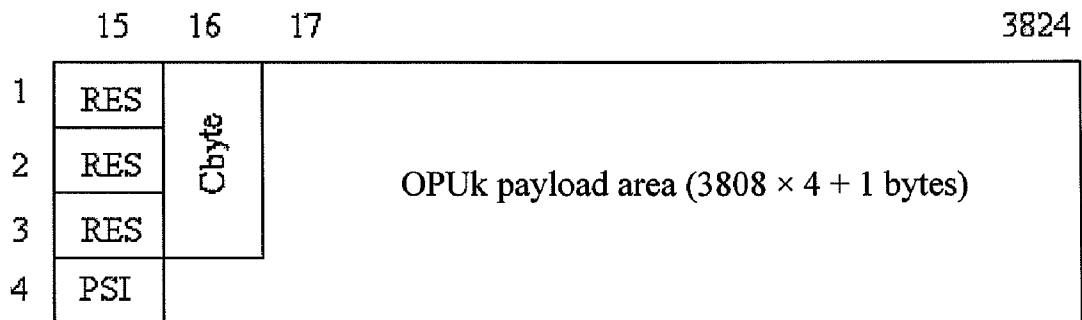 15 16 17 3824
1 RES
2 RES
3 RES
4 PSI
Cbyte
OPUk payload area (3808 × 4 + 1 bytes)